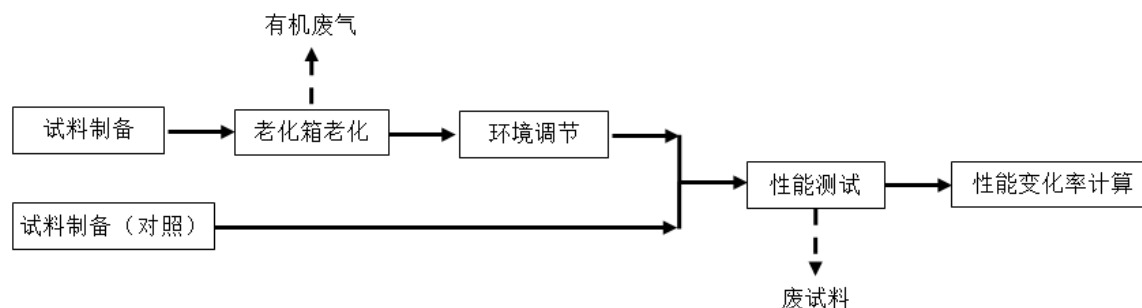 有机废气
试料制备
老化箱老化
环境调节
性能测试
性能变化率计算
试料制备（对照）
废试料